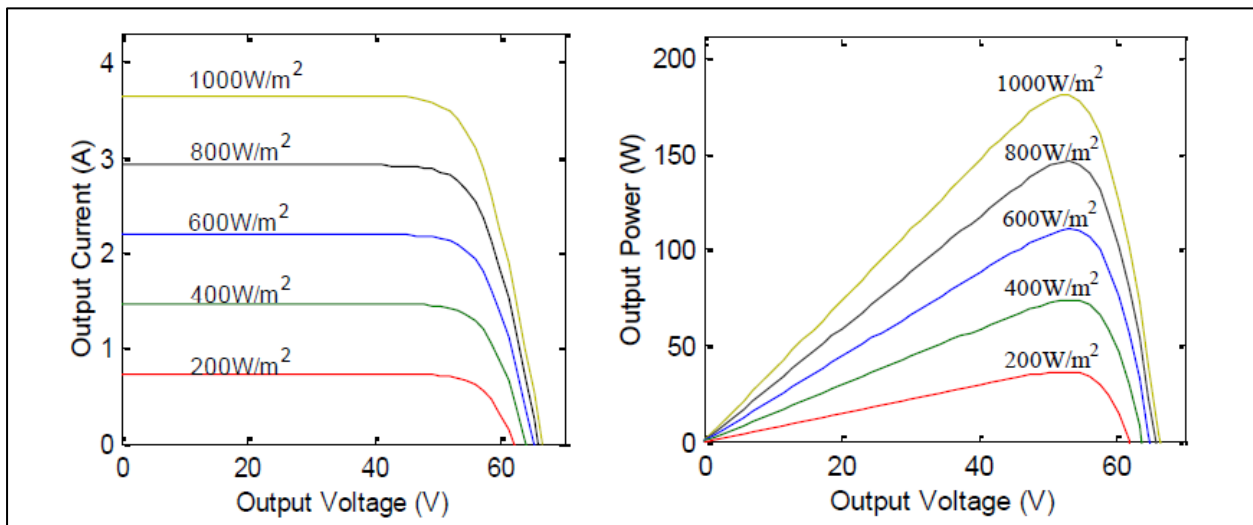 4
3
2
1
0
Output Current (A)
1000W/m²
800W/m²
600W/m²
400W/m²
200W/m²
0
20
40
60
Output Voltage (V)
200
150
100
50
0
Output Power (W)
1000W/m²
800W/m²
600W/m²
400W/m²
200W/m²
0
20
40
60
Output Voltage (V)